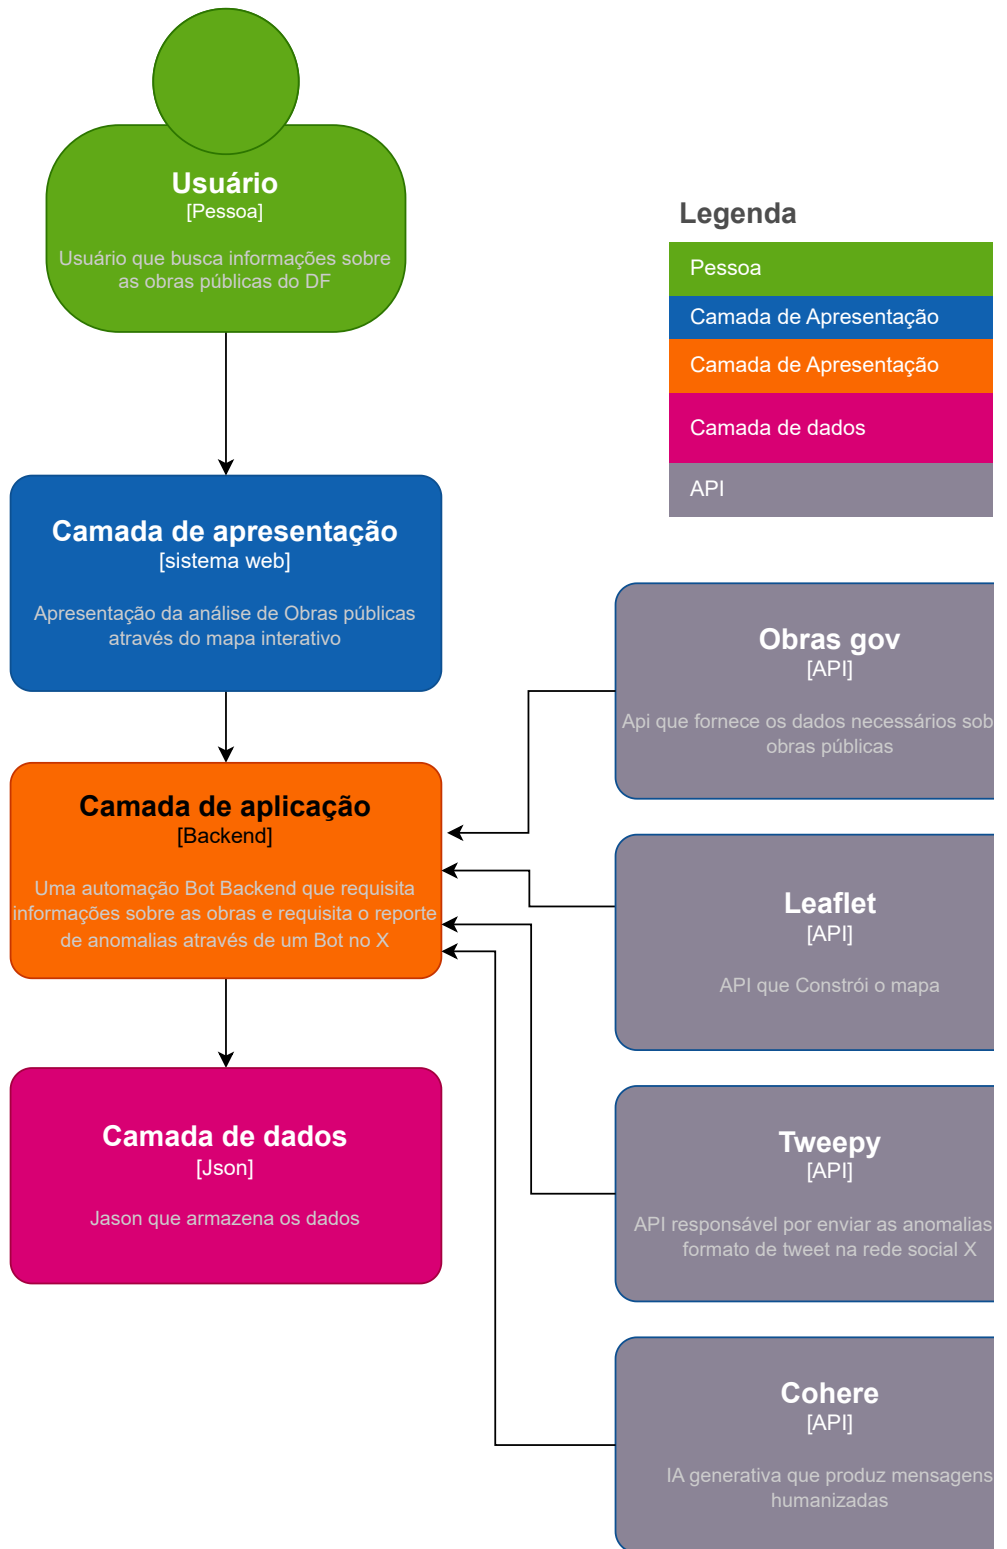 Usuário
[Pessoa]
Usuário que busca informações sobre
as obras públicas do DF
Legenda
Pessoa
Camada de Apresentação
Camada de Apresentação
Camada de dados
API
Camada de apresentação
[sistema web]
Apresentação da análise de Obras públicas
através do mapa interativo
Camada de aplicação
[Backend]
Uma automação Bot Backend que requisita
informações sobre as obras e requisita o reporte
de anomalias através de um Bot no X
Camada de dados
[Json]
Jason que armazena os dados
Obras gov
[API]
Api que fornece os dados necessários sob
obras públicas
Leaflet
[API]
API que Constrói o mapa
Tweepy
[API]
API responsável por enviar as anomalias
formato de tweet na rede social X
Cohere
[API]
IA generativa que produz mensagens
humanizadas